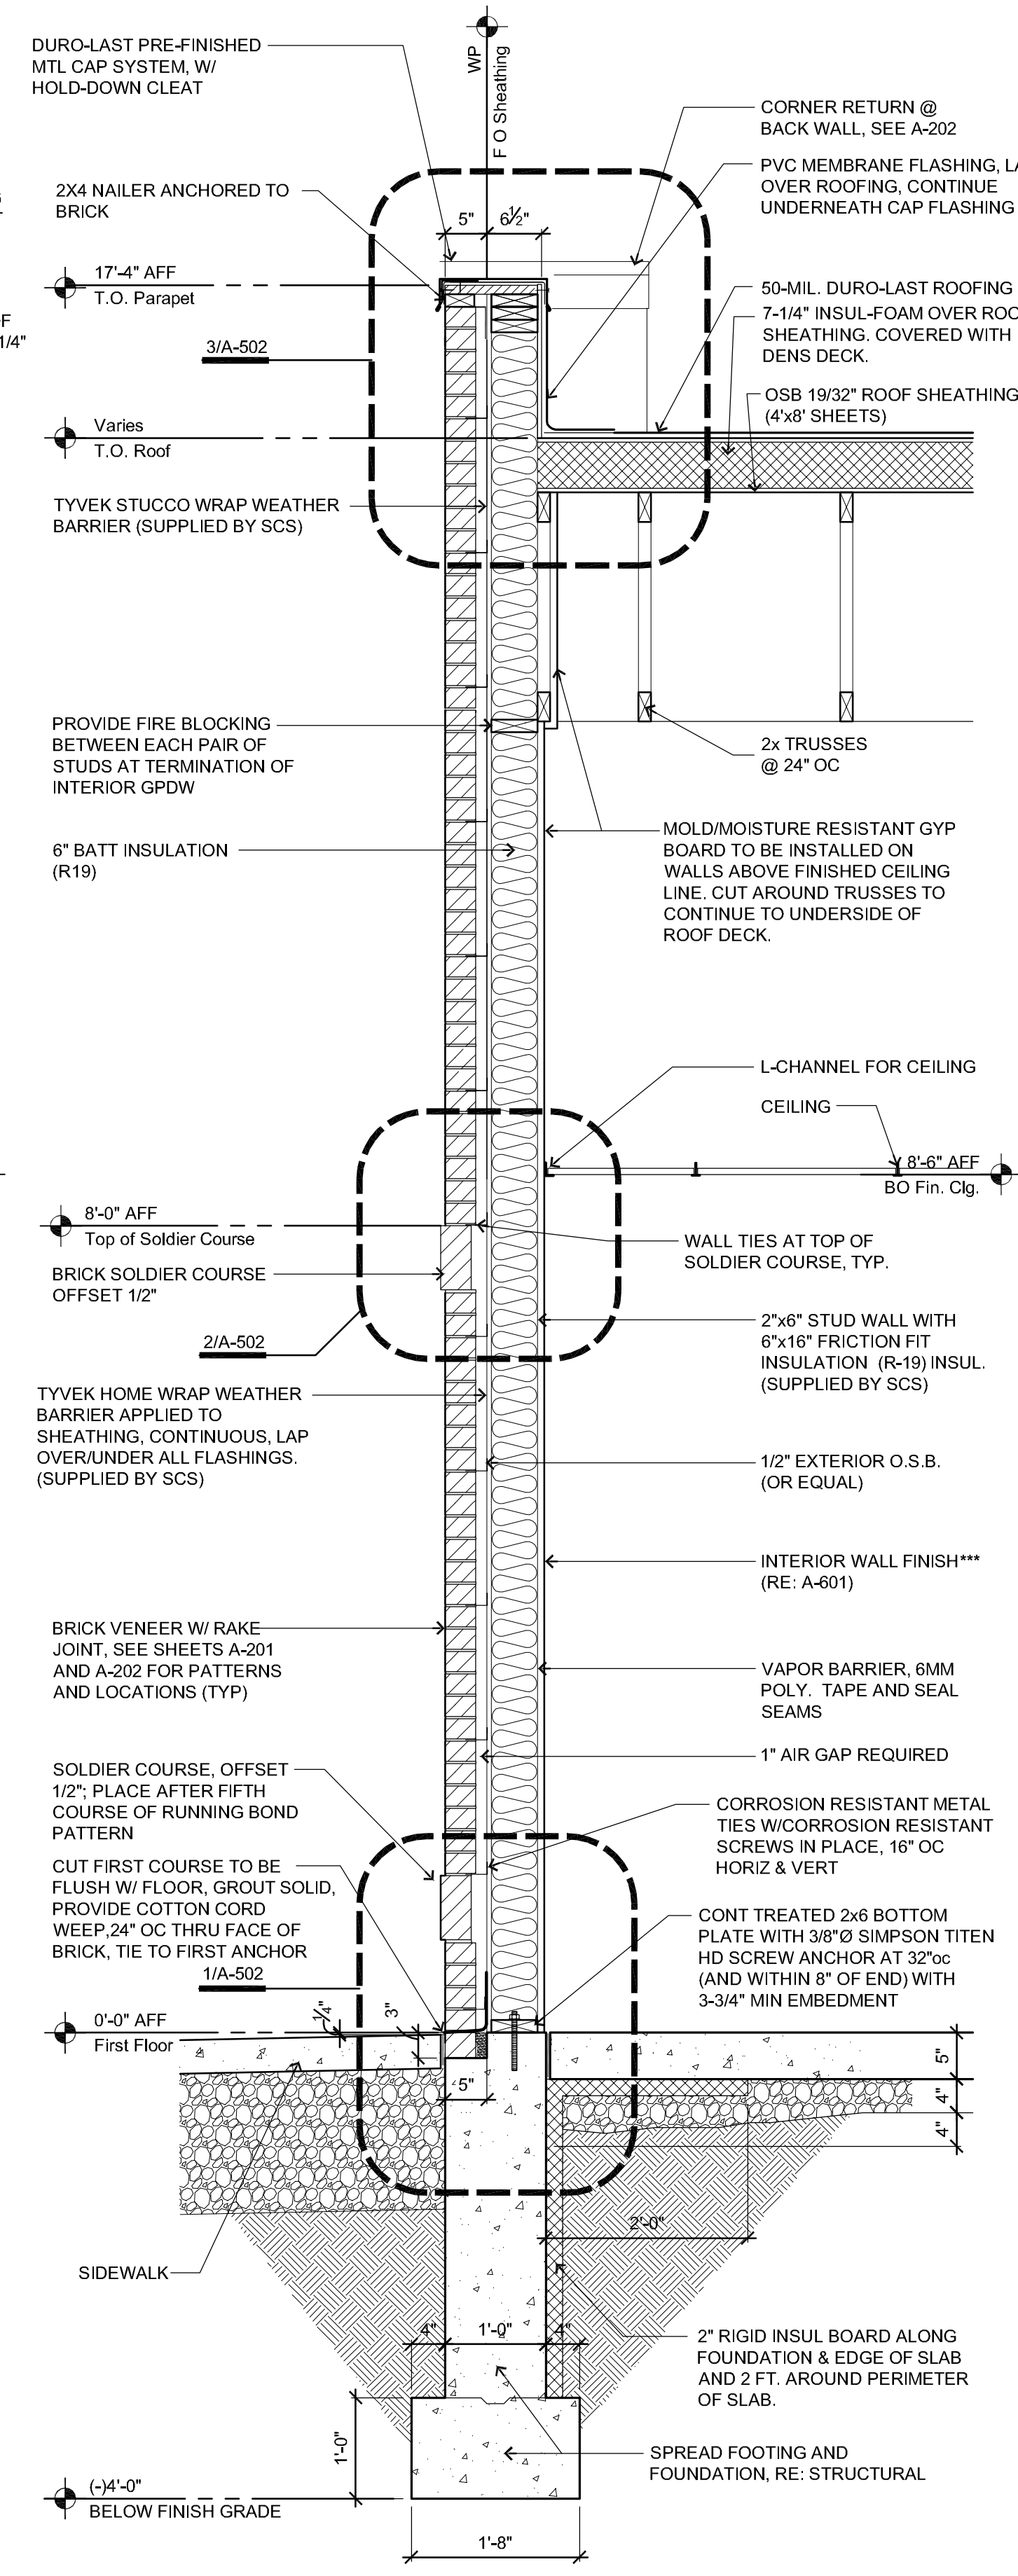 DURO-LAST PRE-FINISHED
MTL CAP SYSTEM, W/
HOLD-DOWN CLEAT
WP
F O Sheathing
CORNER RETURN @
BACK WALL, SEE A-202
PVC MEMBRANE FLASHING,
OVER ROOFING, CONTINUE
UNDERNEATH CAP FLASHING
2X4 NAILER ANCHORED TO
BRICK
5"
6½"
17'-4" AFF
T.O. Parapet
1/4"
3/A-502
50-MIL. DURO-LAST ROOFING
7-1/4" INSUL-FOAM OVER
SHEATHING. COVERED WITH
DENS DECK.
OSB 19/32" ROOF SHEATHING
(4'x8' SHEETS)
Varies
T.O. Roof
TYVEK STUCCO WRAP WEATHER
BARRIER (SUPPLIED BY SCS)
PROVIDE FIRE BLOCKING
BETWEEN EACH PAIR OF
STUDS AT TERMINATION OF
INTERIOR GPDW
2x TRUSSES
@ 24" OC
6" BATT INSULATION
(R19)
MOLD/MOISTURE RESISTANT GYP
BOARD TO BE INSTALLED ON
WALLS ABOVE FINISHED CEILING
LINE. CUT AROUND TRUSSES TO
CONTINUE TO UNDERSIDE OF
ROOF DECK.
L-CHANNEL FOR CEILING
CEILING
8'-6" AFF
BO Fin. Clg.
8'-0" AFF
Top of Soldier Course
WALL TIES AT TOP OF
SOLDIER COURSE, TYP.
BRICK SOLDIER COURSE
OFFSET 1/2"
2/A-502
2"x6" STUD WALL WITH
6"x16" FRICTION FIT
INSULATION (R-19) INSUL.
(SUPPLIED BY SCS)
TYVEK HOME WRAP WEATHER
BARRIER APPLIED TO
SHEATHING, CONTINUOUS, LAP
OVER/UNDER ALL FLASHINGS.
(SUPPLIED BY SCS)
1/2" EXTERIOR O.S.B.
(OR EQUAL)
INTERIOR WALL FINISH***
(RE: A-601)
BRICK VENEER W/ RAKE
JOINT, SEE SHEETS A-201
AND A-202 FOR PATTERNS
AND LOCATIONS (TYP)
VAPOR BARRIER, 6MM
POLY. TAPE AND SEAL
SEAMS
1" AIR GAP REQUIRED
SOLDIER COURSE, OFFSET
1/2"; PLACE AFTER FIFTH
COURSE OF RUNNING BOND
PATTERN
CORROSION RESISTANT METAL
TIES W/CORROSION RESISTANT
SCREWS IN PLACE, 16" OC
HORIZ & VERT
CUT FIRST COURSE TO BE
FLUSH W/ FLOOR, GROUT SOLID,
PROVIDE COTTON CORD
WEEP,24" OC THRU FACE OF
BRICK, TIE TO FIRST ANCHOR
1/A-502
CONT TREATED 2x6 BOTTOM
PLATE WITH 3/8"Ø SIMPSON TITEN
HD SCREW ANCHOR AT 32"oc
(AND WITHIN 8" OF END) WITH
3-3/4" MIN EMBEDMENT
0'-0" AFF
First Floor
¼"
3"
5"
5"
4"
4"
2'-0"
SIDEWALK
4"
1'-0"
4"
2" RIGID INSUL BOARD ALONG
FOUNDATION & EDGE OF SLAB
AND 2 FT. AROUND PERIMETER
OF SLAB.
1'-0"
SPREAD FOOTING AND
FOUNDATION, RE: STRUCTURAL
(-)4'-0"
BELOW FINISH GRADE
1'-8"